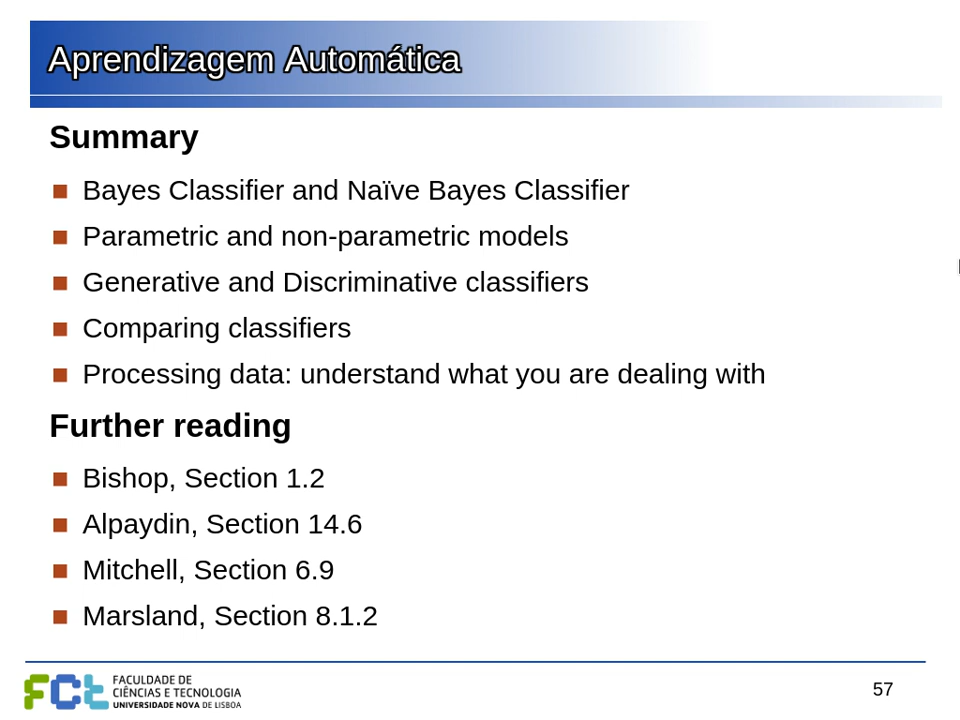 Aprendizagem Automática
Summary
Bayes Classifier and Naïve Bayes Classifier
Parametric and non-parametric models
Generative and Discriminative classifiers
Comparing classifiers
Processing data: understand what you are dealing with
Further reading
Bishop, Section 1.2
Alpaydin, Section 14.6
Mitchell, Section 6.9
Marsland, Section 8.1.2
FCt
FACULDADE DE
CIÊNCIAS E TECNOLOGIA
UNIVERSIDADE NOVA DE LISBOA
57